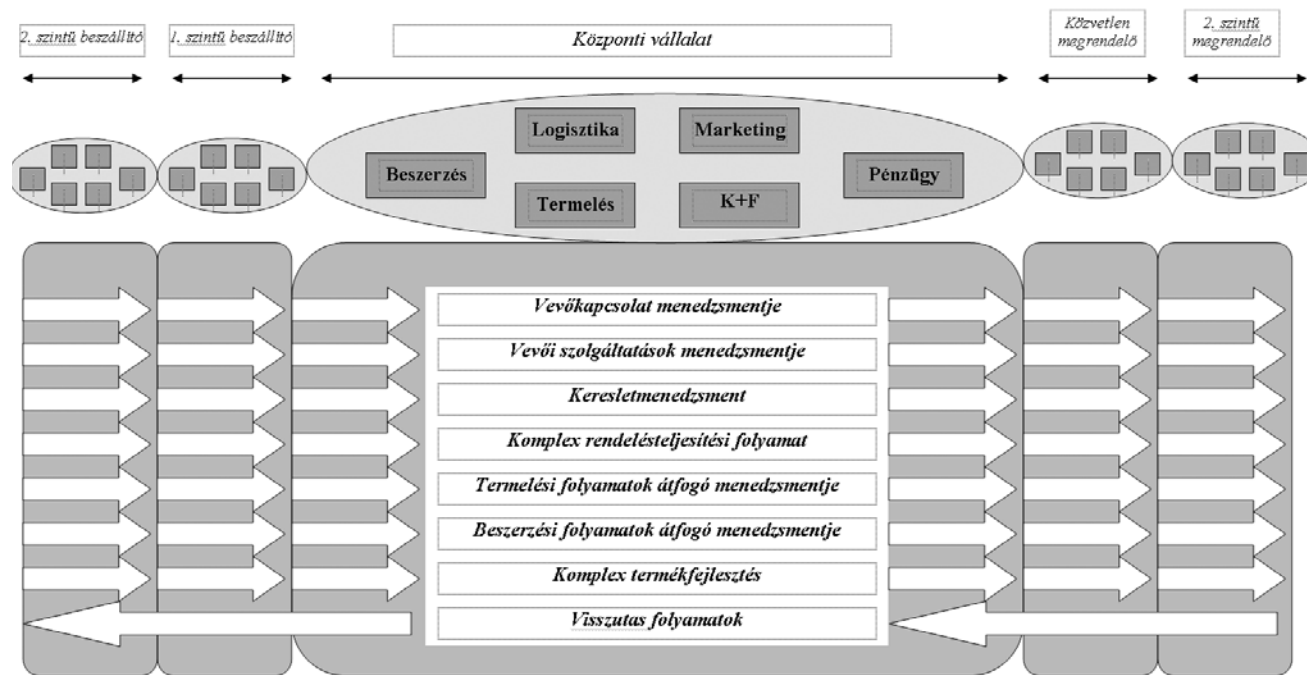 2. szintű beszállító
1. szintű beszállító
Központi vállalat
Közvetlen
megrendelő
2. szintű
megrendelő
Logisztika
Marketing
Beszerzés
Pénzügy
Termelés
K+F
Vevőkapcsolat menedzsmentje
Vevői szolgáltatások menedzsmentje
Keresletmenedzsment
Komplex rendelésteljesítési folyamat
Termelési folyamatok átfogó menedzsmentje
Beszerzési folyamatok átfogó menedzsmentje
Komplex termékfejlesztés
Visszutas folyamatok